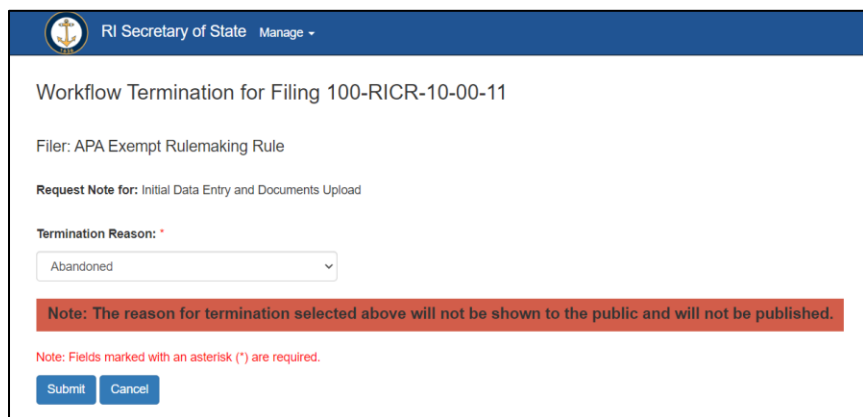 RI Secretary of State Manage
Workflow Termination for Filing 100-RICR-10-00-11
Filer: APA Exempt Rulemaking Rule
Request Note for: Initial Data Entry and Documents Upload
Termination Reason: *
Abandoned
Note: The reason for termination selected above will not be shown to the public and will not be published.
Note: Fields marked with an asterisk (*) are required.
Submit Cancel